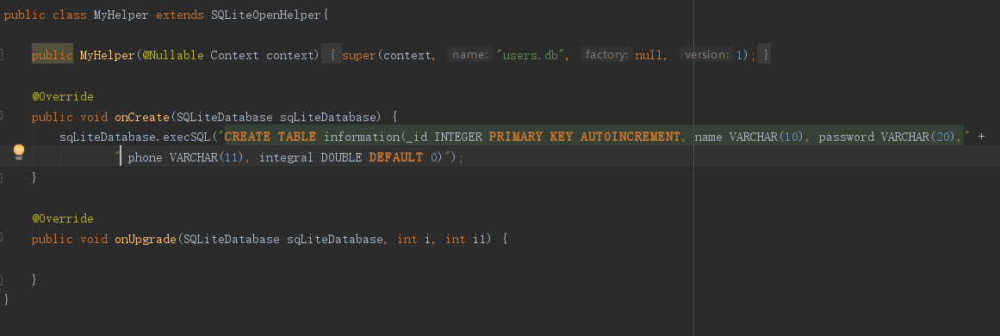 public class MyHelper extends SQLiteOpenHelper{
public MyHelper(@Nullable Context context) { super(context, name: "users.db", factory: null, version: 1); }
@Override
public void onCreate(SQLiteDatabase sqLiteDatabase) {
sqLiteDatabase.execSQL("CREATE TABLE information(_id INTEGER PRIMARY KEY AUTOINCREMENT, name VARCHAR(10), password VARCHAR(20)," +
" phone VARCHAR(11), integral DOUBLE DEFAULT 0)");
}
@Override
public void onUpgrade(SQLiteDatabase sqLiteDatabase, int i, int i1) {
}
}